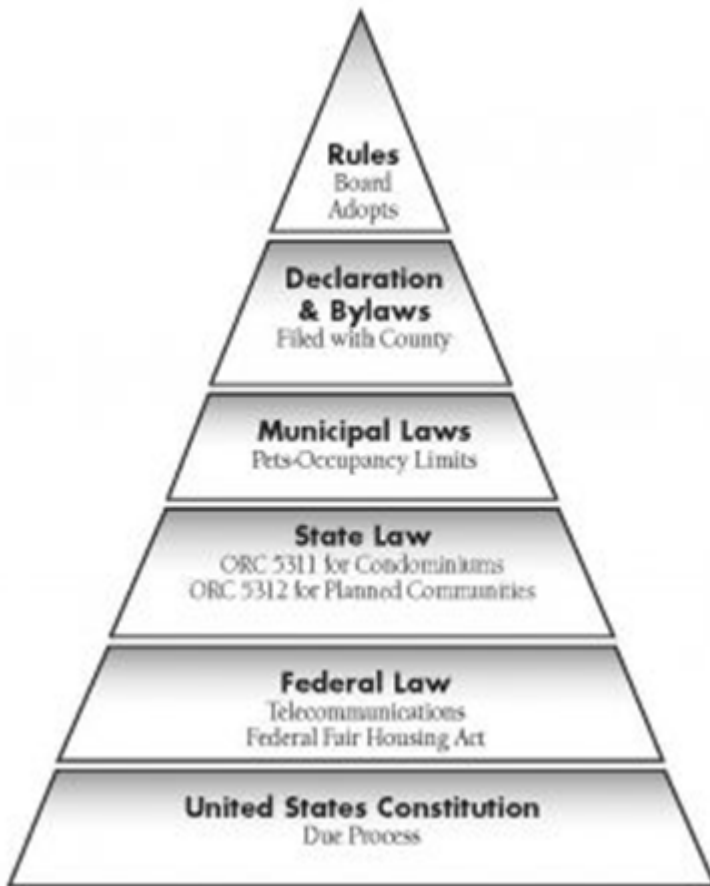 Rules
Board
Adopts
Declaration
& Bylaws
Filed with County
Municipal Laws
Pets-Occupancy Limits
State Law
ORC 5311 for Condominiums
ORC 5312 for Planned Communities
Federal Law
Telecommunications
Federal Fair Housing Act
United States Constitution
Due Process